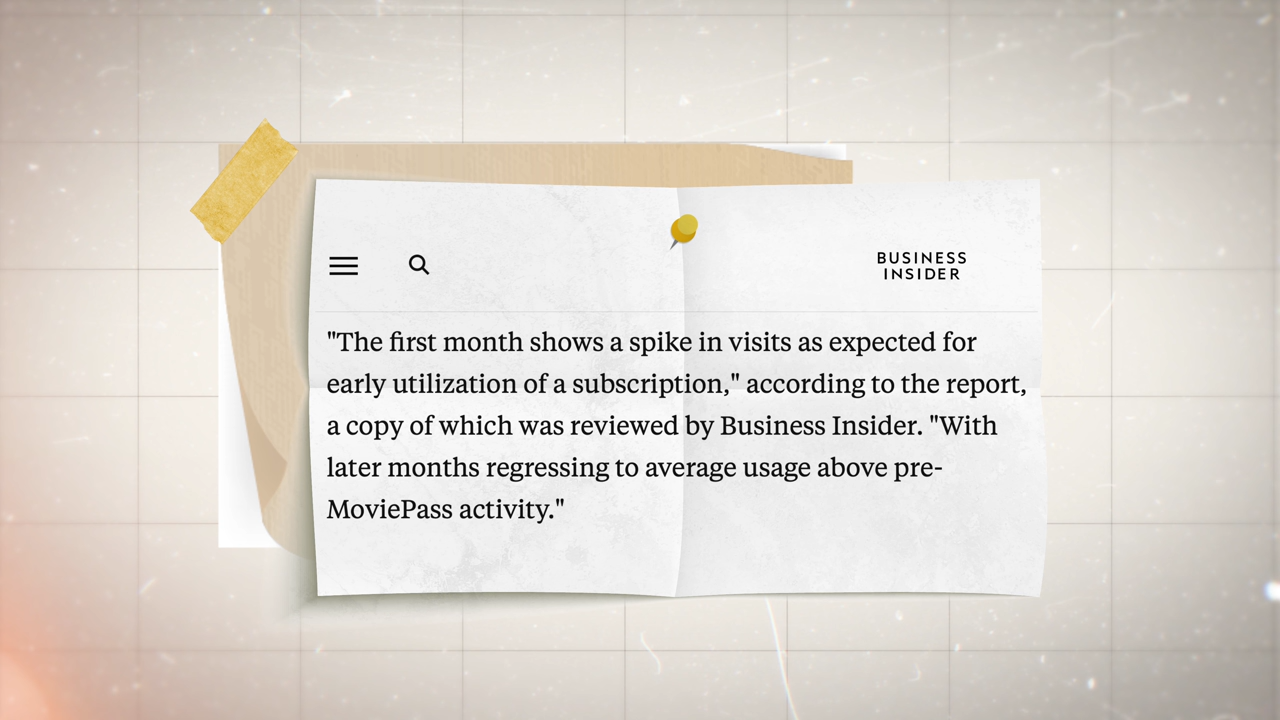 BUSINESS
INSIDER
"The first month shows a spike in visits as expected for
early utilization of a subscription," according to the report,
a copy of which was reviewed by Business Insider. "With
later months regressing to average usage above pre-
MoviePass activity."